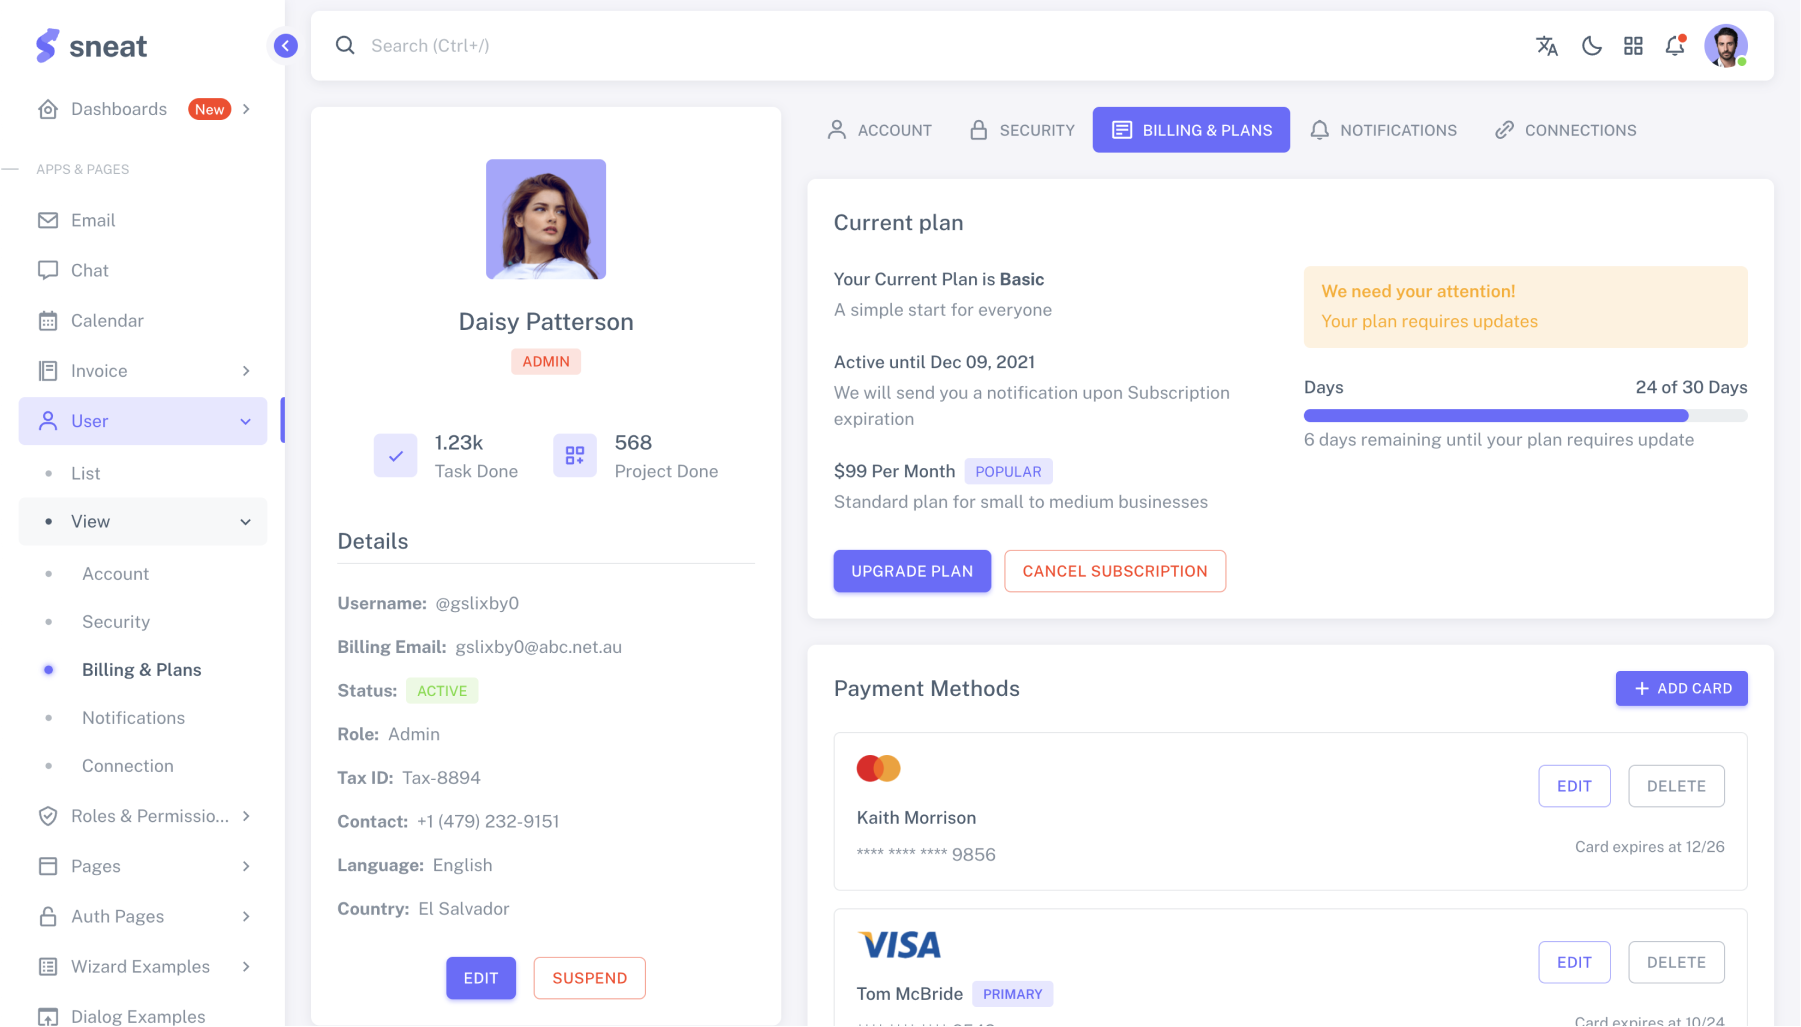 sneat
Search (Ctrl+/)
Dashboards New
APPS & PAGES
Email
Chat
Calendar
Invoice
User
List
View
Account
Security
Billing & Plans
Notifications
Connection
Roles & Permissio...
Pages
Auth Pages
Wizard Examples
Dialog Examples
Daisy Patterson
ADMIN
1.23k
Task Done
568
Project Done
Details
Username: @gslixby0
Billing Email: gslixby0@abc.net.au
Status: ACTIVE
Role: Admin
Tax ID: Tax-8894
Contact: +1 (479) 232-9151
Language: English
Country: El Salvador
EDIT SUSPEND
ACCOUNT SECURITY BILLING & PLANS NOTIFICATIONS CONNECTIONS
Current plan
Your Current Plan is Basic
A simple start for everyone
Active until Dec 09, 2021
We will send you a notification upon Subscription
expiration
$99 Per Month POPULAR
Standard plan for small to medium businesses
We need your attention!
Your plan requires updates
Days 24 of 30 Days
6 days remaining until your plan requires update
UPGRADE PLAN CANCEL SUBSCRIPTION
Payment Methods
ADD CARD
Kaith Morrison
**** **** **** 9856
EDIT DELETE
Card expires at 12/26
VISA
Tom McBride PRIMARY
EDIT DELETE
Card expires at 10/24